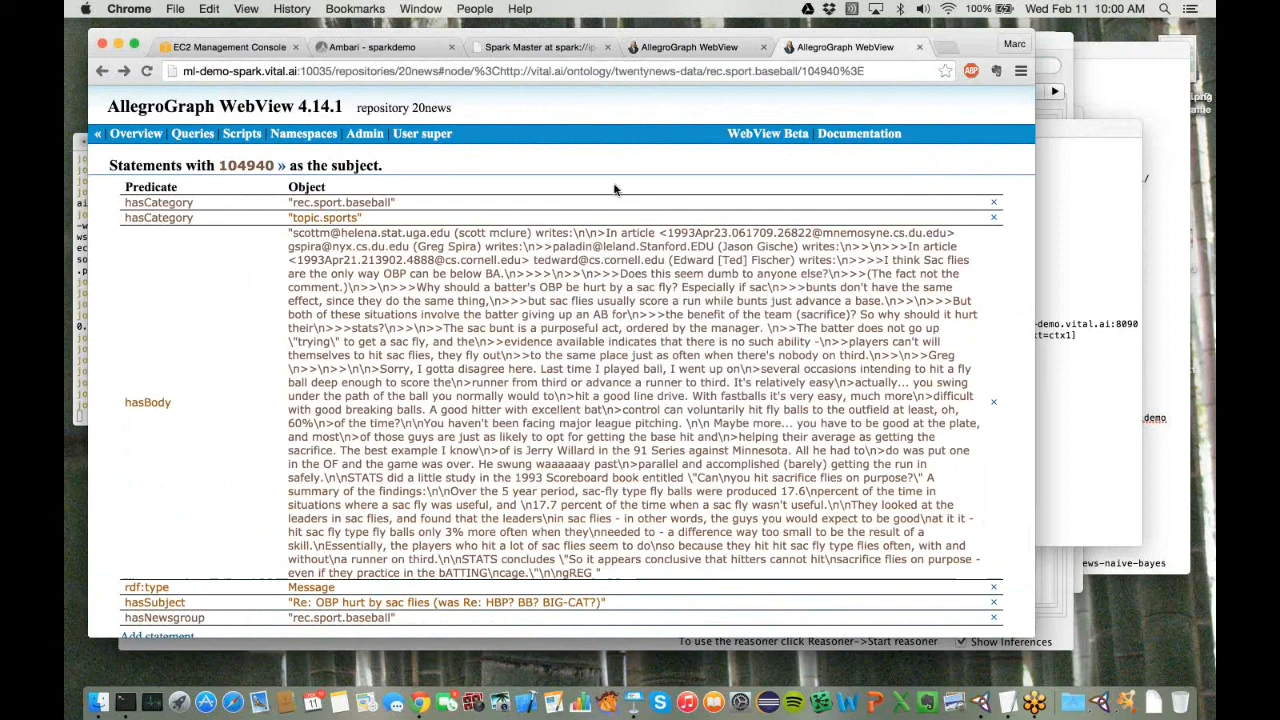 Chrome File Edit View History Bookmarks Window People Help 100% Wed Feb 11 10:00 AM
EC2 Management Console Ambari - sparkdemo Spark Master at spark://ip AllegroGraph WebView AllegroGraph WebView Marc
ml-demo-spark.vital.ai:10035/repositories/20news#node/%3Chttp://vital.ai/ontology/twentynews-data/rec.sport.baseball/104940%3E
AllegroGraph WebView 4.14.1 repository 20news
« Overview Queries Scripts Namespaces Admin User super WebView Beta Documentation
Statements with 104940 » as the subject.
Predicate Object
hasCategory "rec.sport.baseball" ×
hasCategory "topic.sports" ×
"scottm@helena.stat.uga.edu (scott mclure) writes:\n\n>In article <1993Apr23.061709.26822@mnemosyne.cs.du.edu>
gspira@nyx.cs.du.edu (Greg Spira) writes:\n>>paladin@leland.Stanford.EDU (Jason Gische) writes:\n>>\n>>>In article
<1993Apr21.213902.4888@cs.cornell.edu> tedward@cs.cornell.edu (Edward [Ted] Fischer) writes:\n>>>>I think Sac flies
are the only way OBP can be below BA.\n>>>>\n>>\n>>>Does this seem dumb to anyone else?\n>>>(The fact not the
comment.)\n>>>Why should a batter's OBP be hurt by a sac fly? Especially if sac\n>>>bunts don't have the same
effect, since they do the same thing,\n>>>but sac flies usually score a run while bunts just advance a base.\n>>\n>>>But
both of these situations involve the batter giving up an AB for\n>>>the benefit of the team (sacrifice)? So why should it hurt
their\n>>>stats?\n>>\n>>The sac bunt is a purposeful act, ordered by the manager. \n>>The batter does not go up
\"trying\" to get a sac fly, and the\n>>evidence available indicates that there is no such ability -\n>>players can't will
themselves to hit sac flies, they fly out\n>>to the same place just as often when there's nobody on third.\n>>\n>>Greg
\n>>\n>Sorry, I gotta disagree here. Last time I played ball, I went up on\n>several occasions intending to hit a fly
ball deep enough to score the\n>runner from third or advance a runner to third. It's relatively easy\n>actually... you swing
under the path of the ball you normally would to\n>hit a good line drive. With fastballs it's very easy, much more\n>difficult
with good breaking balls. A good hitter with excellent bat\n>control can voluntarily hit fly balls to the outfield at least, oh,
60%\n>of the time?\n\nYou haven't been facing major league pitching. \n\n Maybe more... you have to be good at the plate,
and most\n>of those guys are just as likely to opt for getting the base hit and\n>helping their average as getting the
sacrifice. The best example I know\n>of is Jerry Willard in the 91 Series against Minnesota. All he had to\n>do was put one
in the OF and the game was over. He swung waaaaaay past\n>parallel and accomplished (barely) getting the run in
safely.\n\nSTATS did a little study in the 1993 Scoreboard book entitled \"Can\nyou hit sacrifice flies on purpose?\" A
summary of the findings:\n\nOver the 5 year period, sac-fly type fly balls were produced 17.6\npercent of the time in
situations where a sac fly was useful, and \n17.7 percent of the time when a sac fly wasn't useful.\n\nThey looked at the
leaders in sac flies, and found that the leaders\nin sac flies - in other words, the guys you would expect to be good\nat it it -
hit sac fly type fly balls only 3% more often when they\nneeded to - a difference way too small to be the result of a
skill.\nEssentially, the players who hit a lot of sac flies seem to do\nso because they hit hit sac fly type flies often, with and
without\na runner on third.\n\nSTATS concludes \"So it appears conclusive that hitters cannot hit\nsacrifice flies on purpose -
even if they practice in the bATTING\ncage.\"\n\ngREG "
hasBody ×
rdf:type Message ×
hasSubject "Re: OBP hurt by sac flies (was Re: HBP? BB? BIG-CAT?)" ×
hasNewsgroup "rec.sport.baseball" ×
Add statement
-demo.vital.ai:8090
xt=ctx1]
demo
ws-naive-bayes
To use the reasoner click Reasoner->Start reasoner Show Inferences